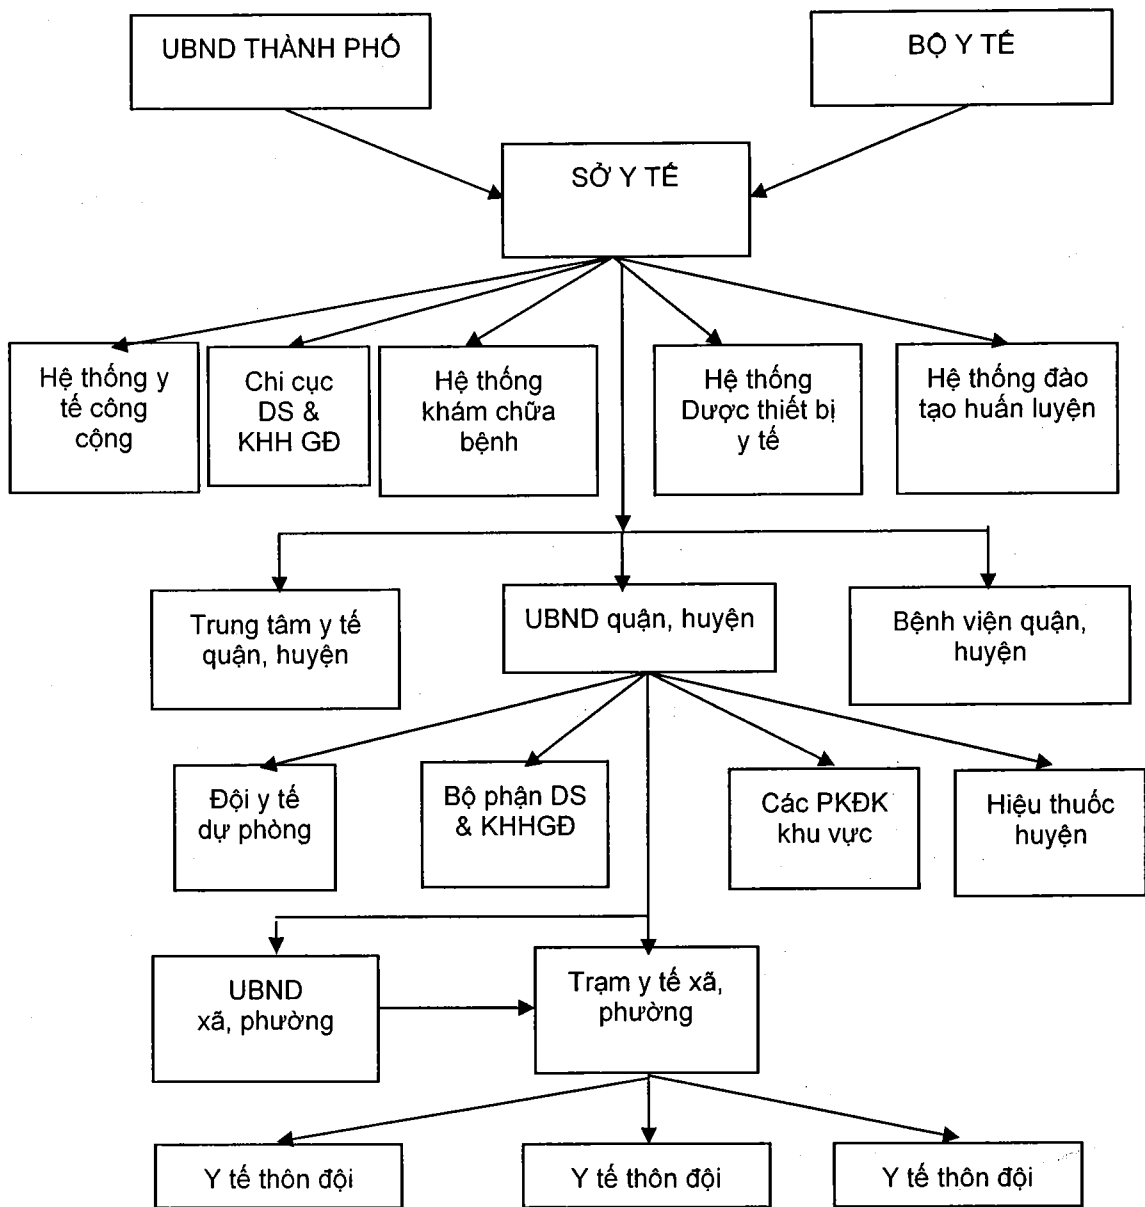 UBND THÀNH PHỐ
BỘ Y TẾ
SỞ Y TẾ
Hệ thống y
tế công
cộng
Chi cục
DS &
KHH GĐ
Hệ thống
khám chữa
bệnh
Hệ thống
Dược thiết bị
y tế
Hệ thống đào
tạo huấn luyện
Trung tâm y tế
quận, huyện
UBND quận, huyện
Bệnh viện quận,
huyện
Đội y tế
dự phòng
Bộ phận DS
& KHHGĐ
Các PKĐK
khu vực
Hiệu thuốc
huyện
UBND
xã, phường
Trạm y tế xã,
phường
Y tế thôn đội
Y tế thôn đội
Y tế thôn đội